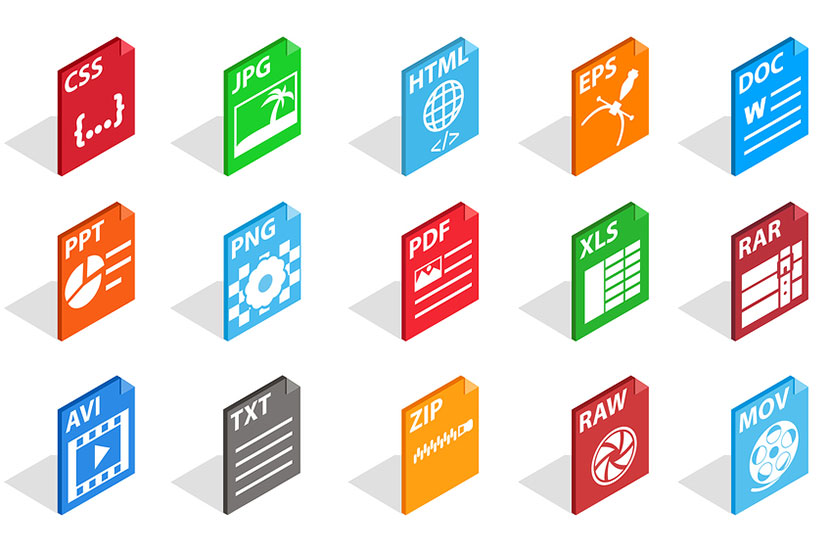 CSS
JPG
HTML
</>
EPS
DOC
W
PPT
PNG
PDF
XLS
RAR
AVI
TXT
ZIP
RAW
MOV
{...}